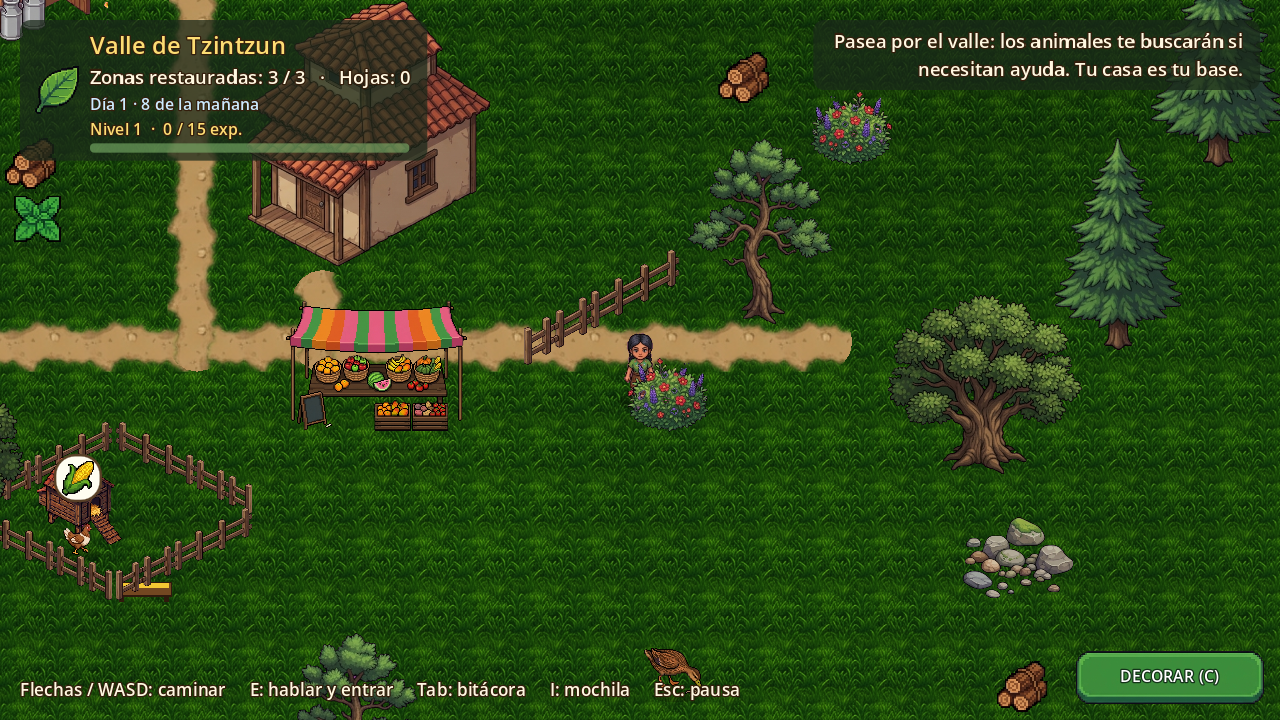 Valle de Tzintzun
Zonas restauradas: 3 / 3 · Hojas: 0
Día 1 · 8 de la mañana
Nivel 1 · 0 / 15 exp.
Pasea por el valle: los animales te buscarán si
necesitan ayuda. Tu casa es tu base.
Flechas / WASD: caminar E: hablar y entrar Tab: bitácora I: mochila Esc: pausa
DECORAR (C)